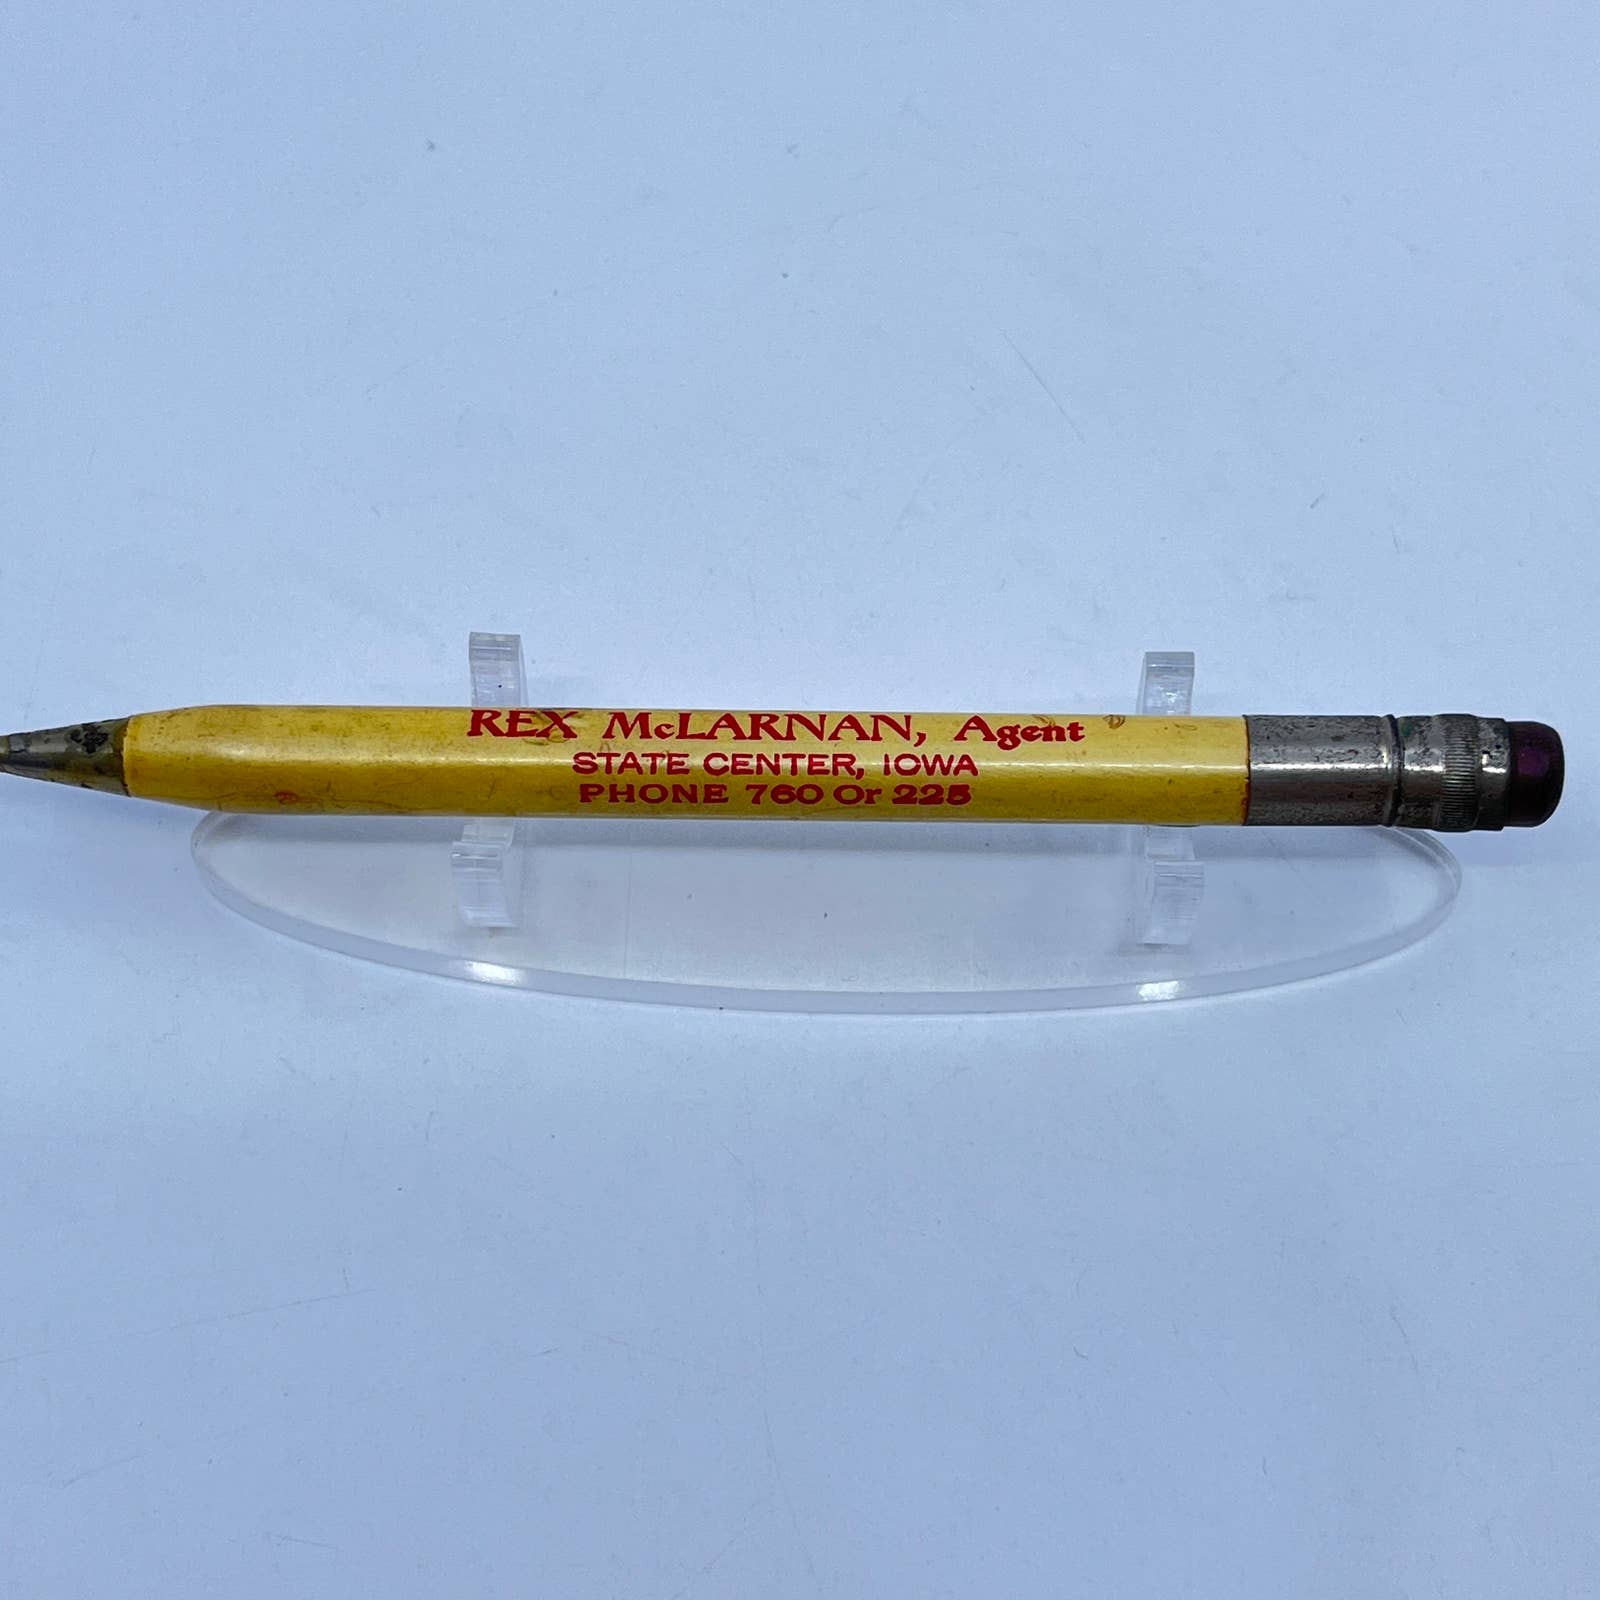 REX McLARNAN, Agent
STATE CENTER, IOWA
PHONE 760 Or 225